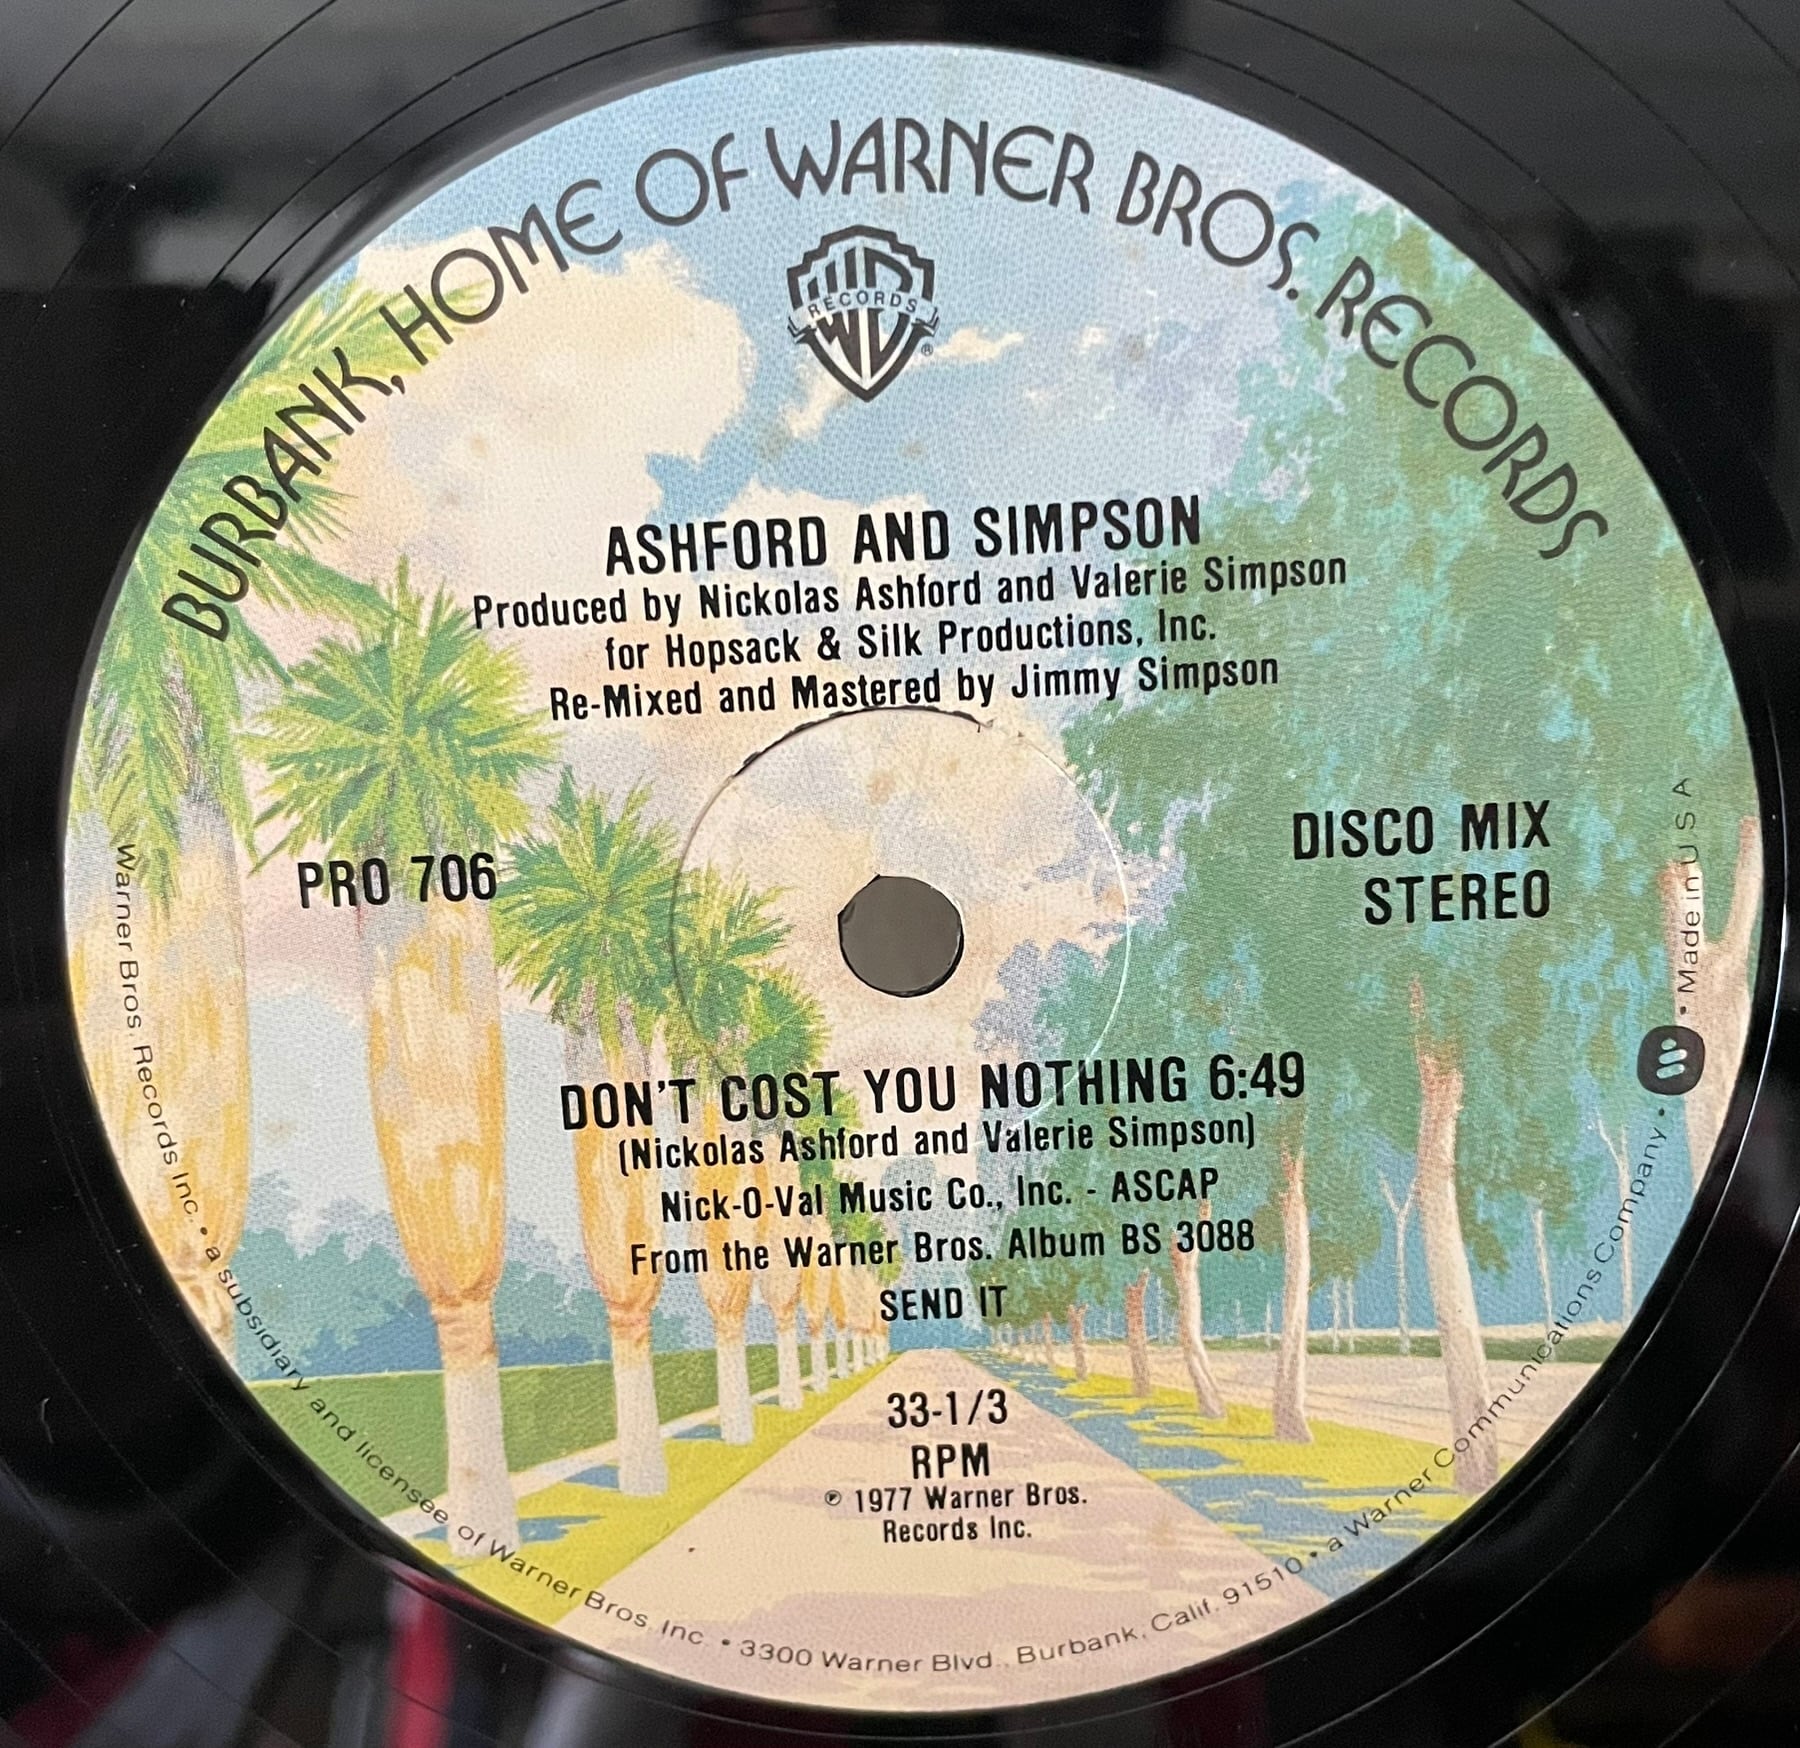 BURBANK, HOME OF WARNER BROS. RECORDS
RECORDS
®
ASHFORD AND SIMPSON
Produced by Nickolas Ashford and Valerie Simpson
for Hopsack & Silk Productions, Inc.
Re-Mixed and Mastered by Jimmy Simpson
PRO 706
DISCO MIX
STEREO
DON'T COST YOU NOTHING 6:49
(Nickolas Ashford and Valerie Simpson)
Nick-O-Val Music Co., Inc. - ASCAP
From the Warner Bros. Album BS 3088
SEND IT
33-1/3
RPM
℗ 1977 Warner Bros.
Records Inc.
Warner Bros. Records Inc. • a subsidiary and licensee of Warner Bros. Inc. • 3300 Warner Blvd., Burbank, Calif. 91510 • a Warner Communications Company • • Made in U S A